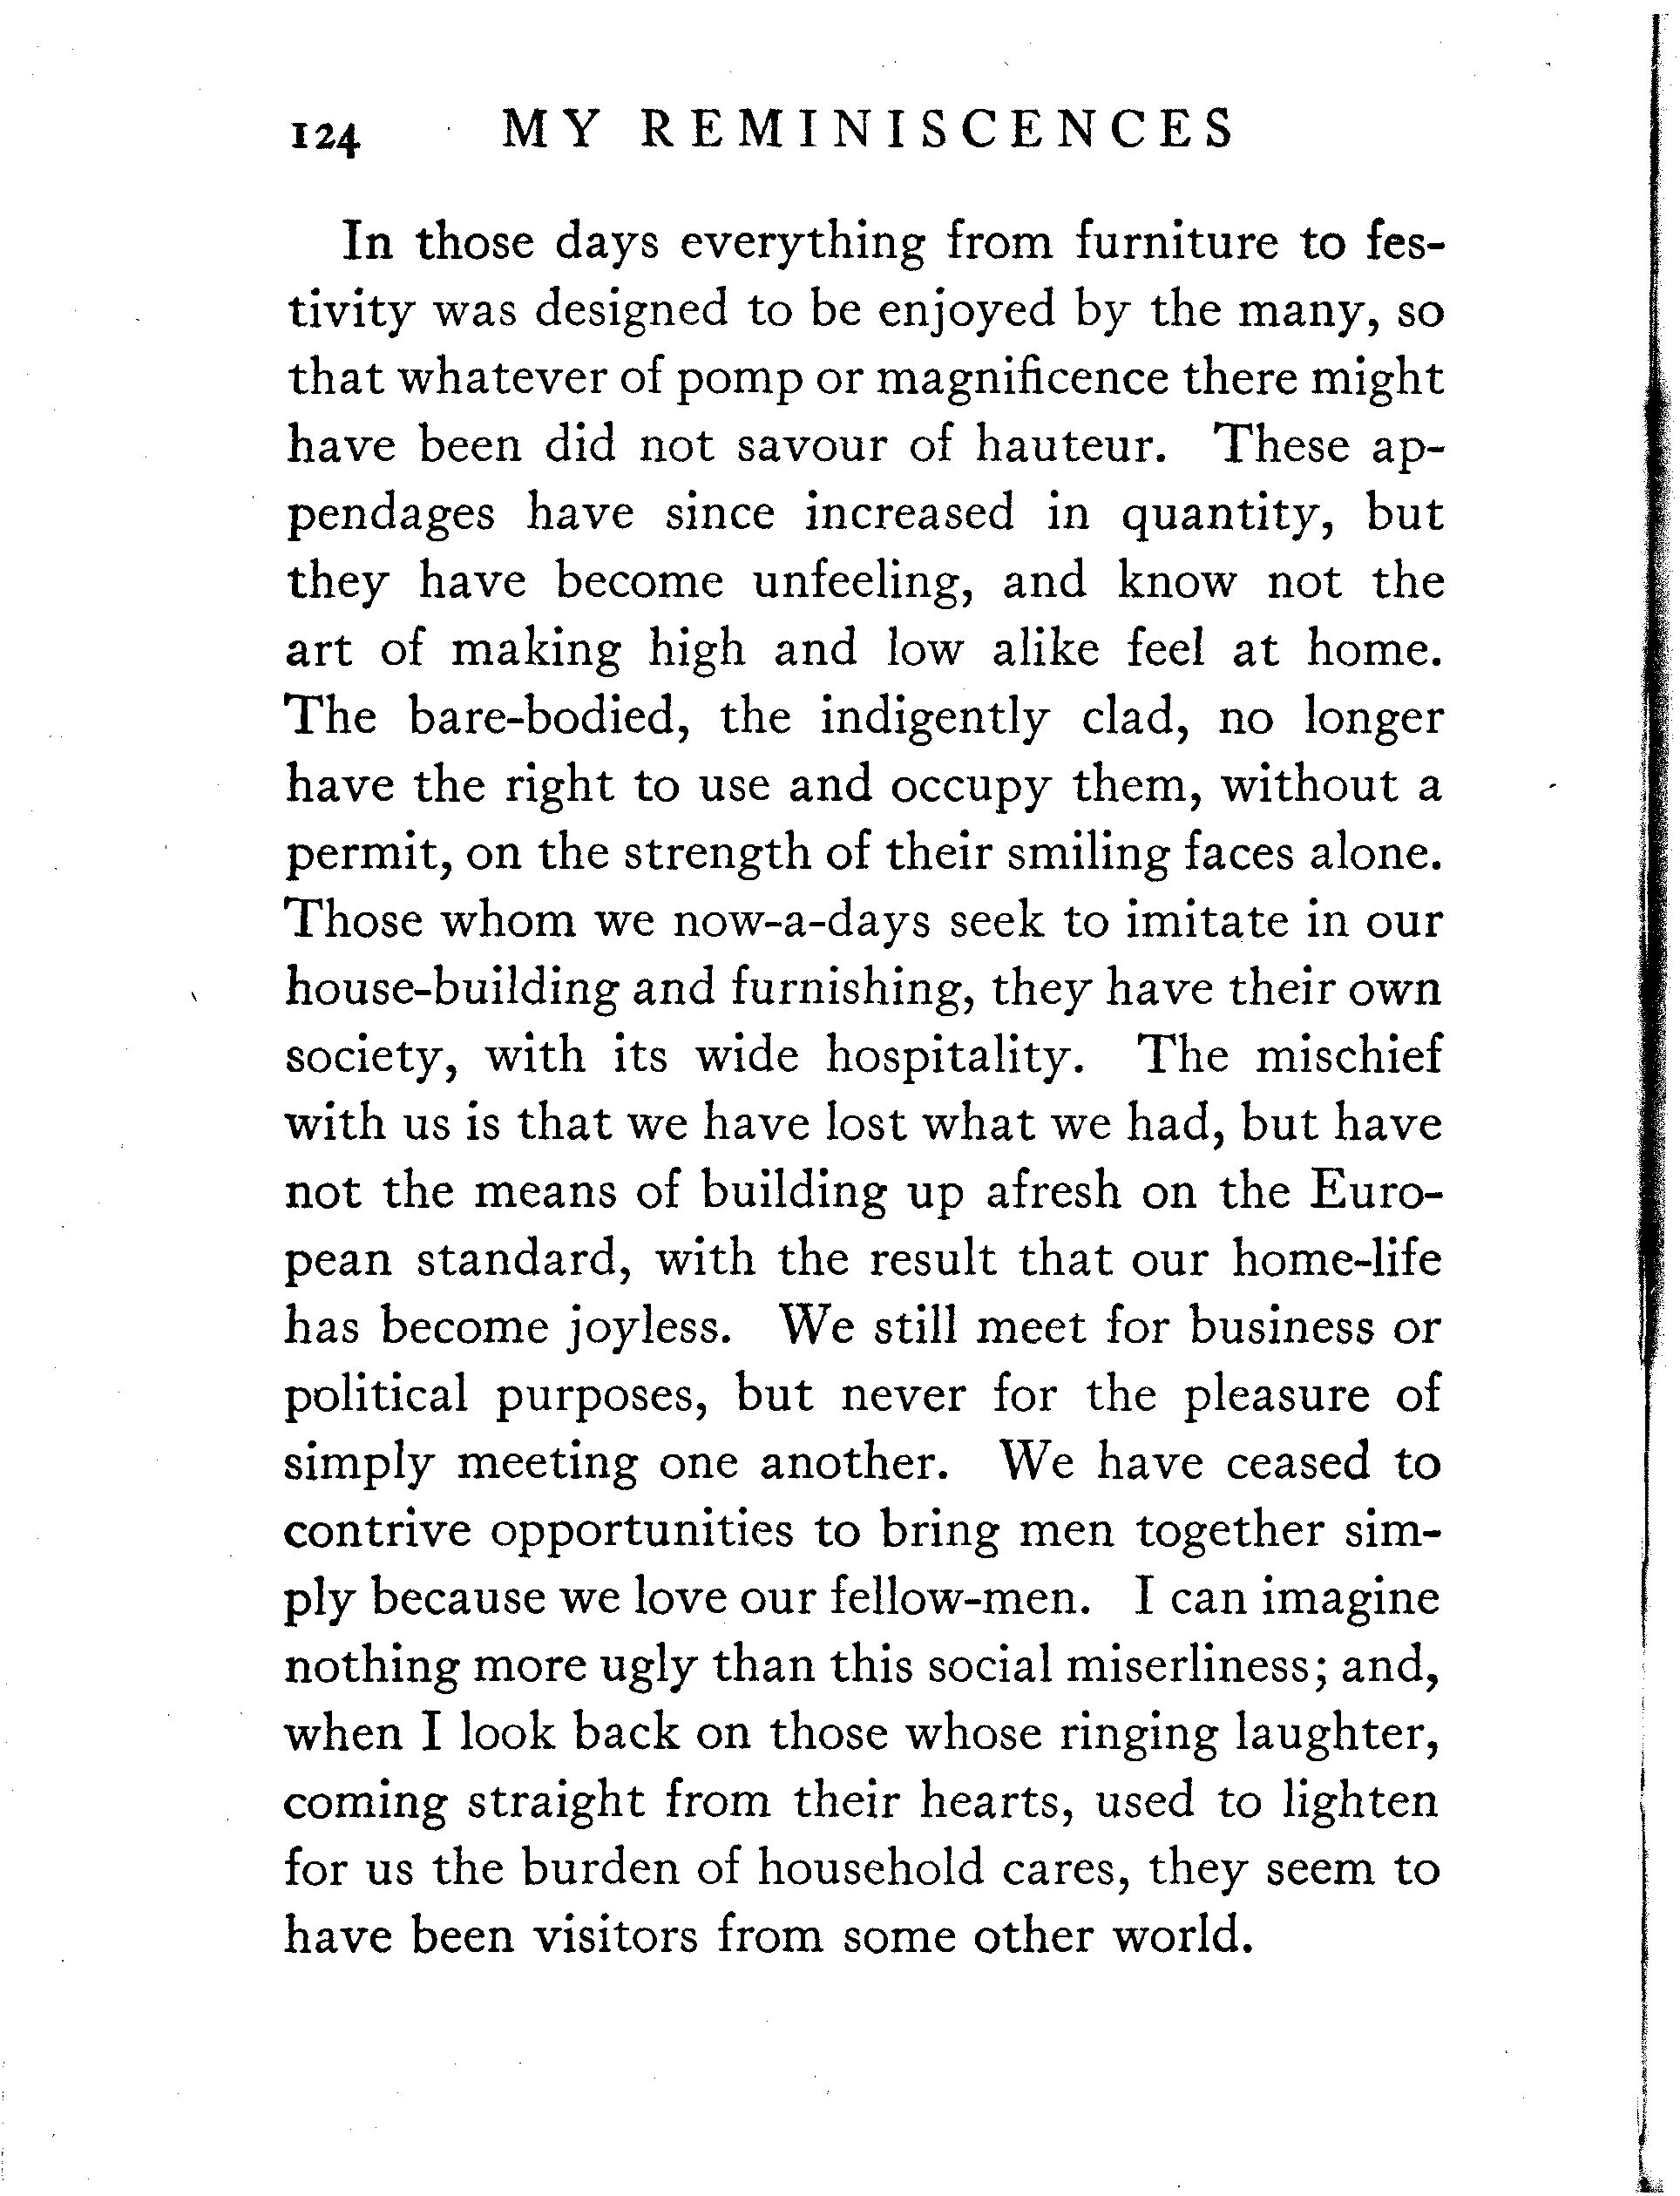 124 MY REMINISCENCES
In those days everything from furniture to fes-
tivity was designed to be enjoyed by the many, so
that whatever of pomp or magnificence there might
have been did not savour of hauteur. These ap-
pendages have since increased in quantity, but
they have become unfeeling, and know not the
art of making high and low alike feel at home.
The bare-bodied, the indigently clad, no longer
have the right to use and occupy them, without a
permit, on the strength of their smiling faces alone.
Those whom we now-a-days seek to imitate in our
house-building and furnishing, they have their own
society, with its wide hospitality. The mischief
with us is that we have lost what we had, but have
not the means of building up afresh on the Euro-
pean standard, with the result that our home-life
has become joyless. We still meet for business or
political purposes, but never for the pleasure of
simply meeting one another. We have ceased to
contrive opportunities to bring men together sim-
ply because we love our fellow-men. I can imagine
nothing more ugly than this social miserliness; and,
when I look back on those whose ringing laughter,
coming straight from their hearts, used to lighten
for us the burden of household cares, they seem to
have been visitors from some other world.